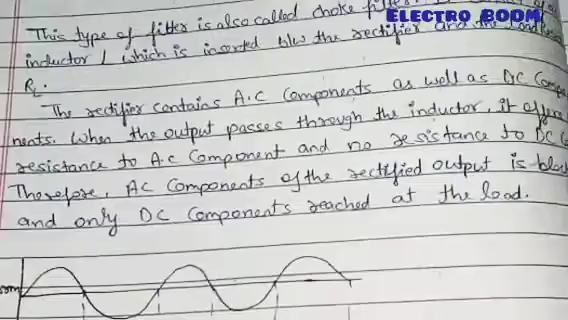 This type of filter is also called choke filter.
ELECTRO BOOM
inductor L which is inserted b/w the rectifier and the load
RL.
The rectifier contains A.C Components as well as DC Compo
nents. When the output passes through the inductor, it
resistance to A.C Component and no resistance to DC
Therefore, AC Components of the rectified output is
and only DC Components reached at the load.